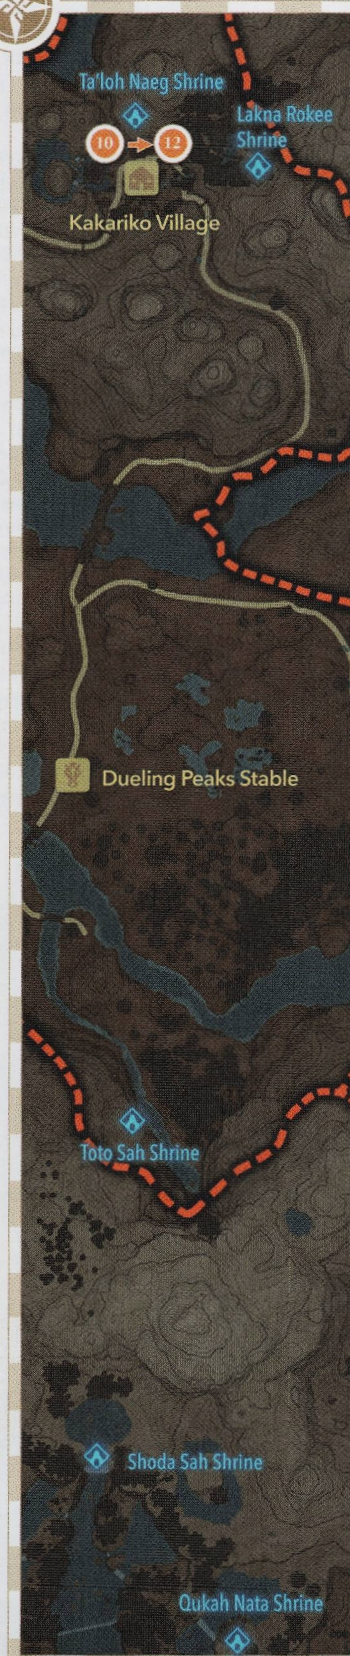 Ta'loh Naeg Shrine
Lakna Rokee
Shrine
10
12
Kakariko Village
Dueling Peaks Stable
Toto Sah Shrine
Shoda Sah Shrine
Qukah Nata Shrine